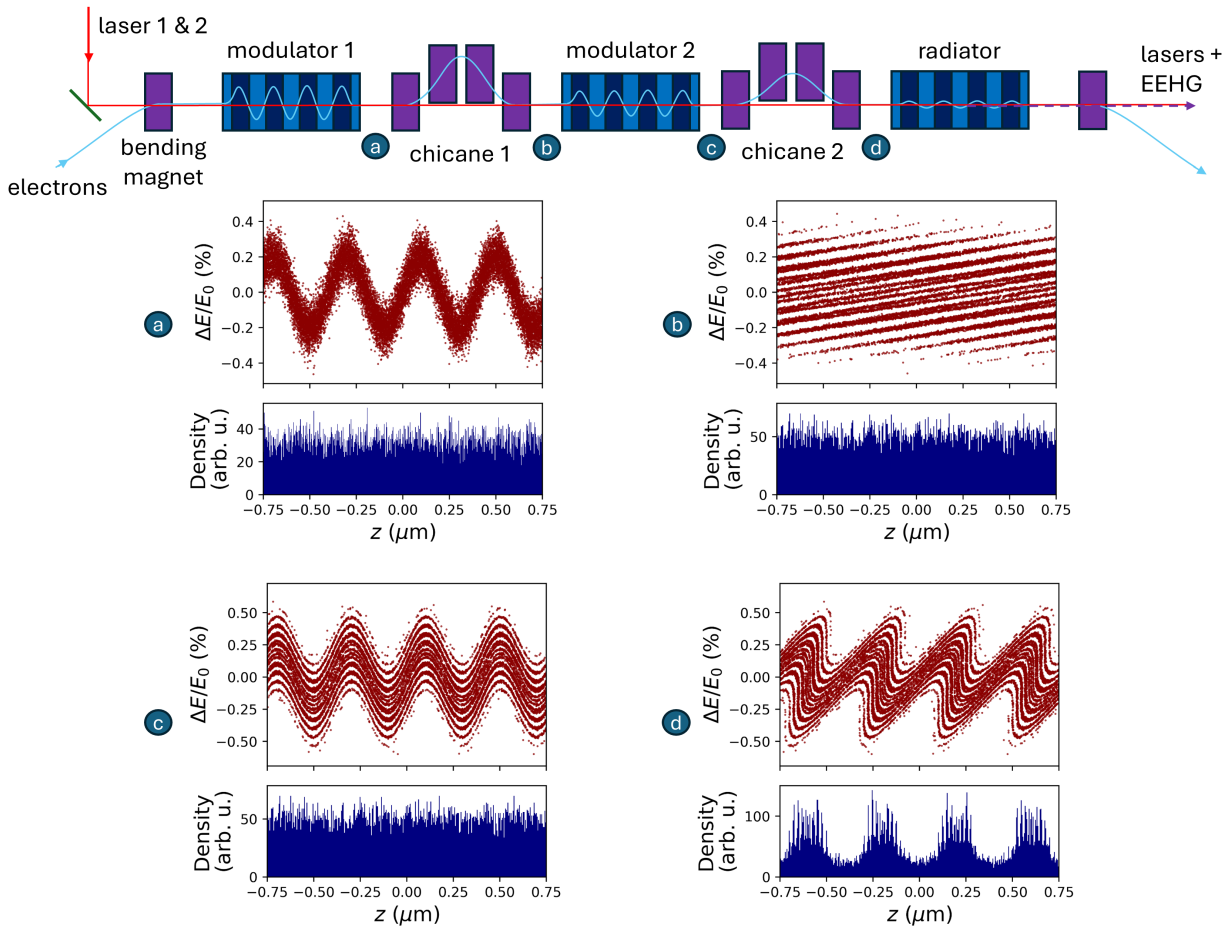 laser 1 & 2
modulator 1
modulator 2
radiator
lasers +
EEHG
bending
magnet
electrons
a
chicane 1
b
c
chicane 2
d
a
ΔE/E₀ (%)
0.4
0.2
0.0
−0.2
−0.4
Density
(arb. u.)
40
20
0
−0.75 −0.50 −0.25 0.00 0.25 0.50 0.75
z (μm)
b
ΔE/E₀ (%)
0.4
0.2
0.0
−0.2
−0.4
Density
(arb. u.)
50
0
−0.75 −0.50 −0.25 0.00 0.25 0.50 0.75
z (μm)
c
ΔE/E₀ (%)
0.50
0.25
0.00
−0.25
−0.50
Density
(arb. u.)
50
0
−0.75 −0.50 −0.25 0.00 0.25 0.50 0.75
z (μm)
d
ΔE/E₀ (%)
0.50
0.25
0.00
−0.25
−0.50
Density
(arb. u.)
100
0
−0.75 −0.50 −0.25 0.00 0.25 0.50 0.75
z (μm)